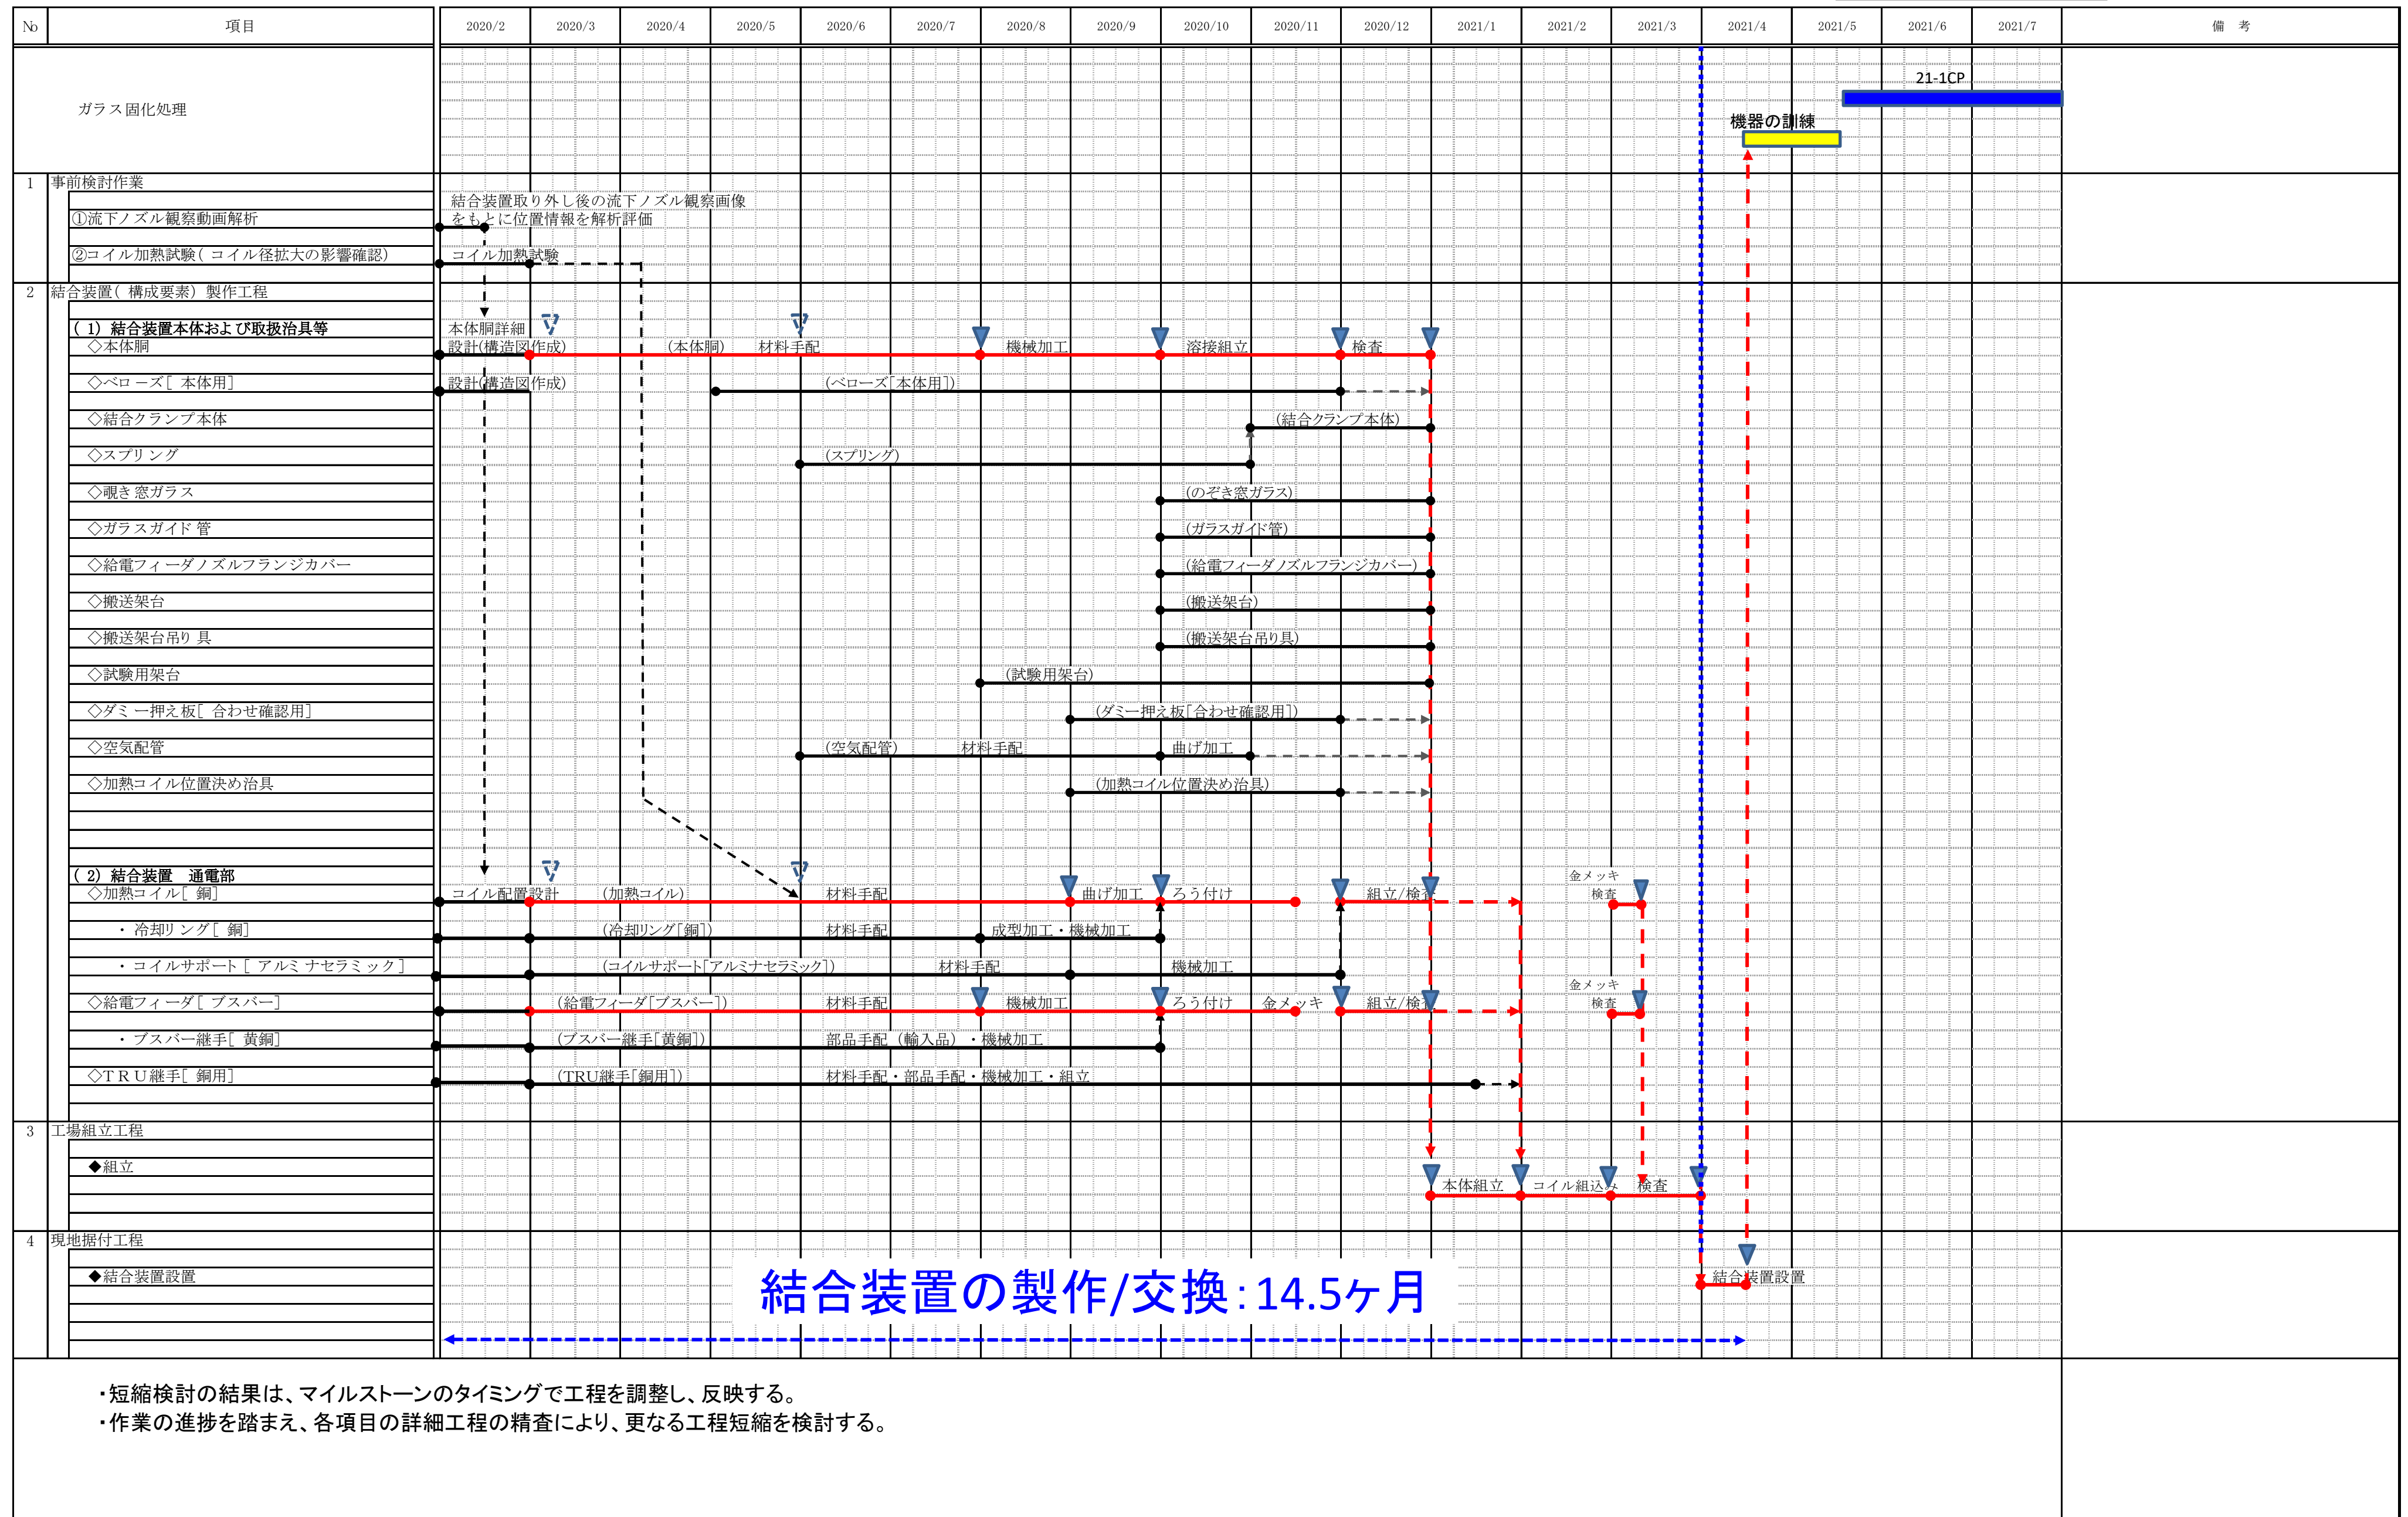 No 項目 2020/2 2020/3 2020/4 2020/5 2020/6 2020/7 2020/8 2020/9 2020/10 2020/11 2020/12 2021/1 2021/2 2021/3 2021/4 2021/5 2021/6 2021/7 備 考
21-1CP
ガラス固化処理
機器の訓練
1 事前検討作業
結合装置取り外し後の流下ノズル観察画像
①流下ノズル観察動画解析 をもとに位置情報を解析評価
②コイル加熱試験( コイル径拡大の影響確認) コイル加熱試験
2 結合装置( 構成要素) 製作工程
( 1) 結合装置本体および取扱治具等 本体胴詳細
◇本体胴 設計(構造図作成) (本体胴) 材料手配 機械加工 溶接組立 検査
◇ベローズ[ 本体用] 設計(構造図作成) (ベローズ[本体用])
◇結合クランプ本体 (結合クランプ本体)
◇スプリング (スプリング)
◇覗き窓ガラス (のぞき窓ガラス)
◇ガラスガイド管 (ガラスガイド管)
◇給電フィーダノズルフランジカバー (給電フィーダノズルフランジカバー)
◇搬送架台 (搬送架台)
◇搬送架台吊り具 (搬送架台吊り具)
◇試験用架台 (試験用架台)
◇ダミー押え板[ 合わせ確認用] (ダミー押え板[合わせ確認用])
◇空気配管 (空気配管) 材料手配 曲げ加工
◇加熱コイル位置決め治具 (加熱コイル位置決め治具)
( 2) 結合装置 通電部 金メッキ
◇加熱コイル[ 銅] コイル配置設計 (加熱コイル) 材料手配 曲げ加工 ろう付け 組立/検査 検査
・冷却リング[ 銅] (冷却リング[銅]) 材料手配 成型加工・機械加工
・コイルサポート[ アルミナセラミック] (コイルサポート[アルミナセラミック]) 材料手配 機械加工
金メッキ
◇給電フィーダ[ ブスバー] (給電フィーダ[ブスバー]) 材料手配 機械加工 ろう付け 金メッキ 組立/検査 検査
・ブスバー継手[ 黄銅] (ブスバー継手[黄銅]) 部品手配（輸入品）・機械加工
◇TRU継手[ 銅用] (TRU継手[銅用]) 材料手配・部品手配・機械加工・組立
3 工場組立工程
◆組立 本体組立 コイル組込み 検査
4 現地据付工程
◆結合装置設置 結合装置設置
結合装置の製作/交換：14.5ヶ月
・短縮検討の結果は、マイルストーンのタイミングで工程を調整し、反映する。
・作業の進捗を踏まえ、各項目の詳細工程の精査により、更なる工程短縮を検討する。